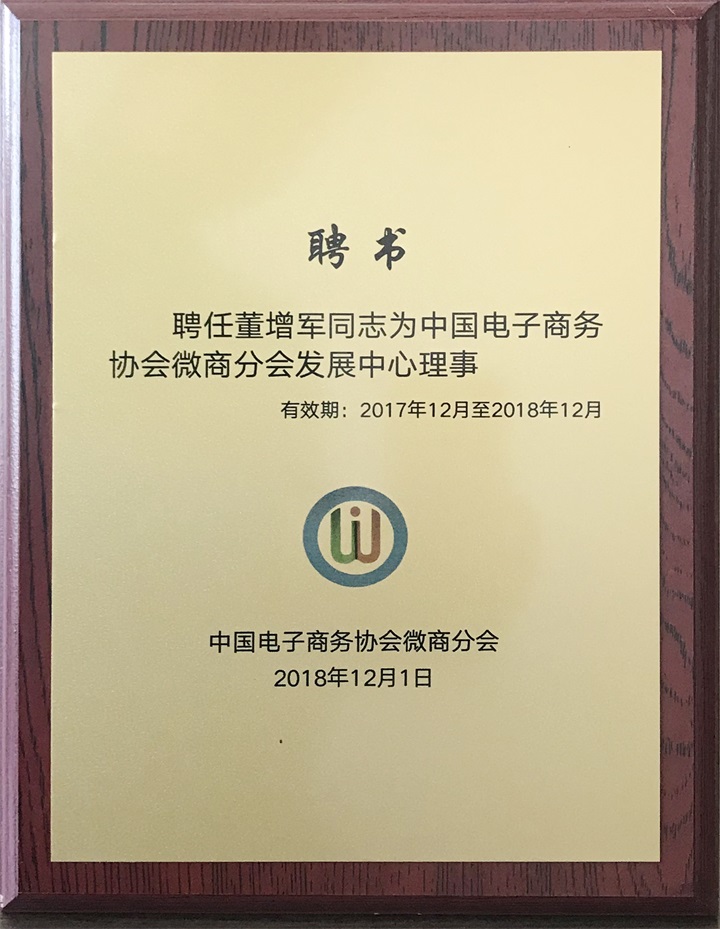 聘书
聘任董增军同志为中国电子商务
协会微商分会发展中心理事
有效期：2017年12月至2018年12月
中国电子商务协会微商分会
2018年12月1日